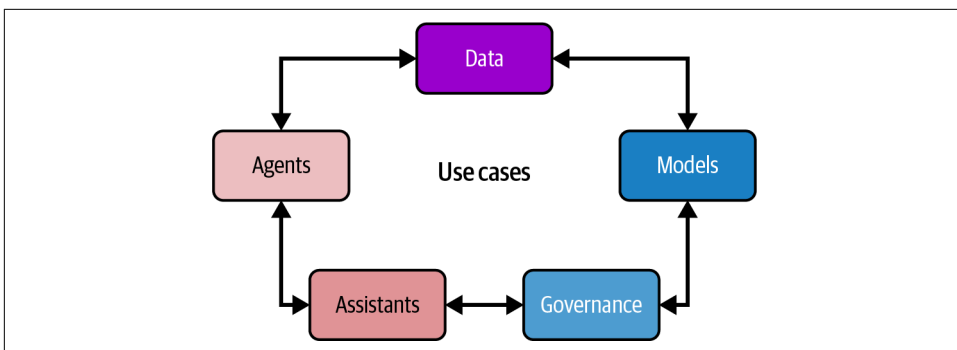 Data
Agents
Use cases
Models
Assistants
Governance